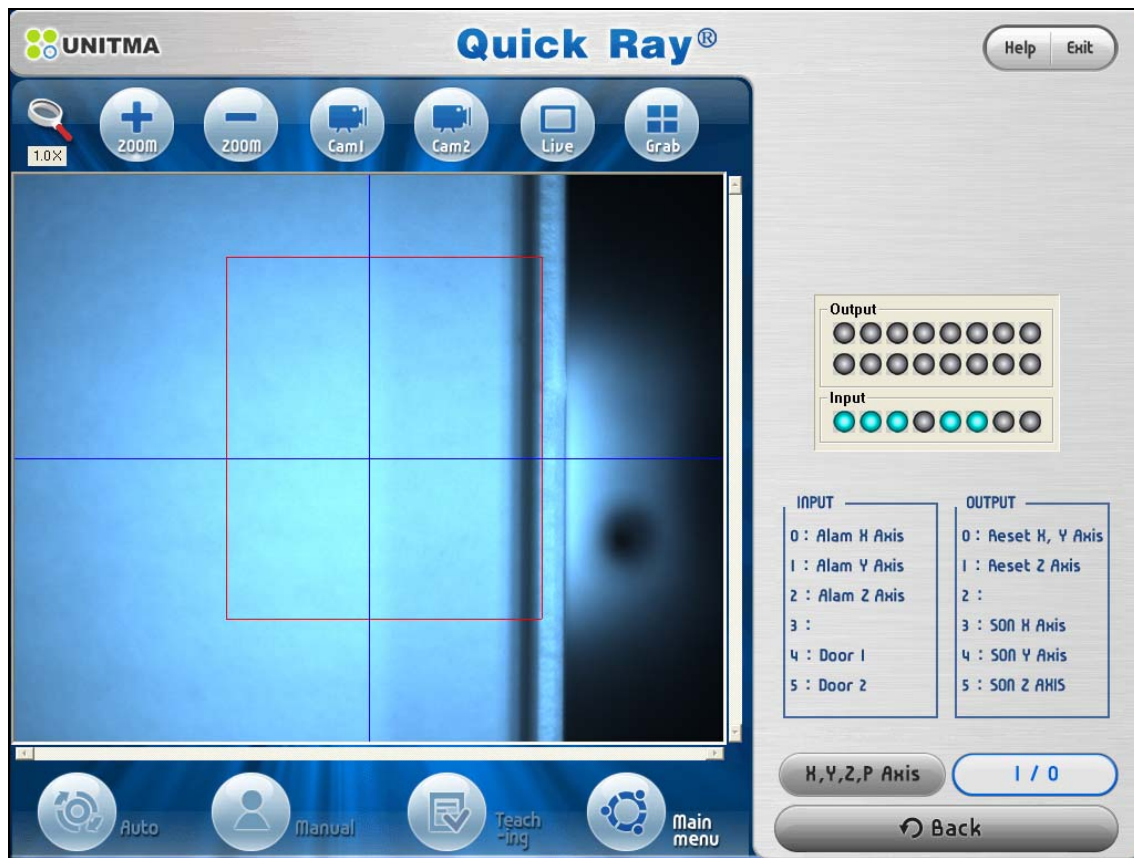 UNITMA
Quick Ray®
Help Exit
1.0X
ZOOM
ZOOM
Cam1
Cam2
Live
Grab
Output
Input
INPUT
0 : Alam X Axis
1 : Alam Y Axis
2 : Alam Z Axis
3 :
4 : Door 1
5 : Door 2
OUTPUT
0 : Reset X, Y Axis
1 : Reset Z Axis
2 :
3 : SON X Axis
4 : SON Y Axis
5 : SON Z AXIS
X,Y,Z,P Axis
I / O
Back
Auto
Manual
Teach
-ing
Main
menu